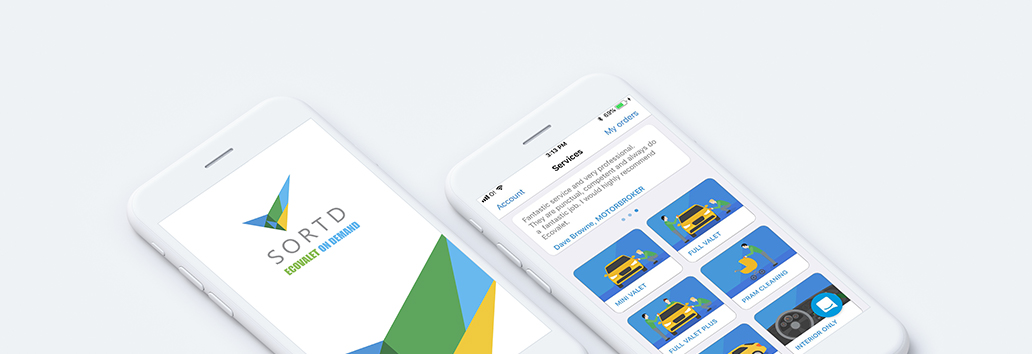 SORTD
ECOVALET ON DEMAND
O2
3:13 PM
69%
Account
Services
My orders
Fantastic service and very professional.
They are punctual, competent and always do
a fantastic job. I would highly recommend
Ecovalet.
Dave Browne, MOTORBROKER
MINI VALET
FULL VALET
FULL VALET PLUS
PRAM CLEANING
INTERIOR ONLY